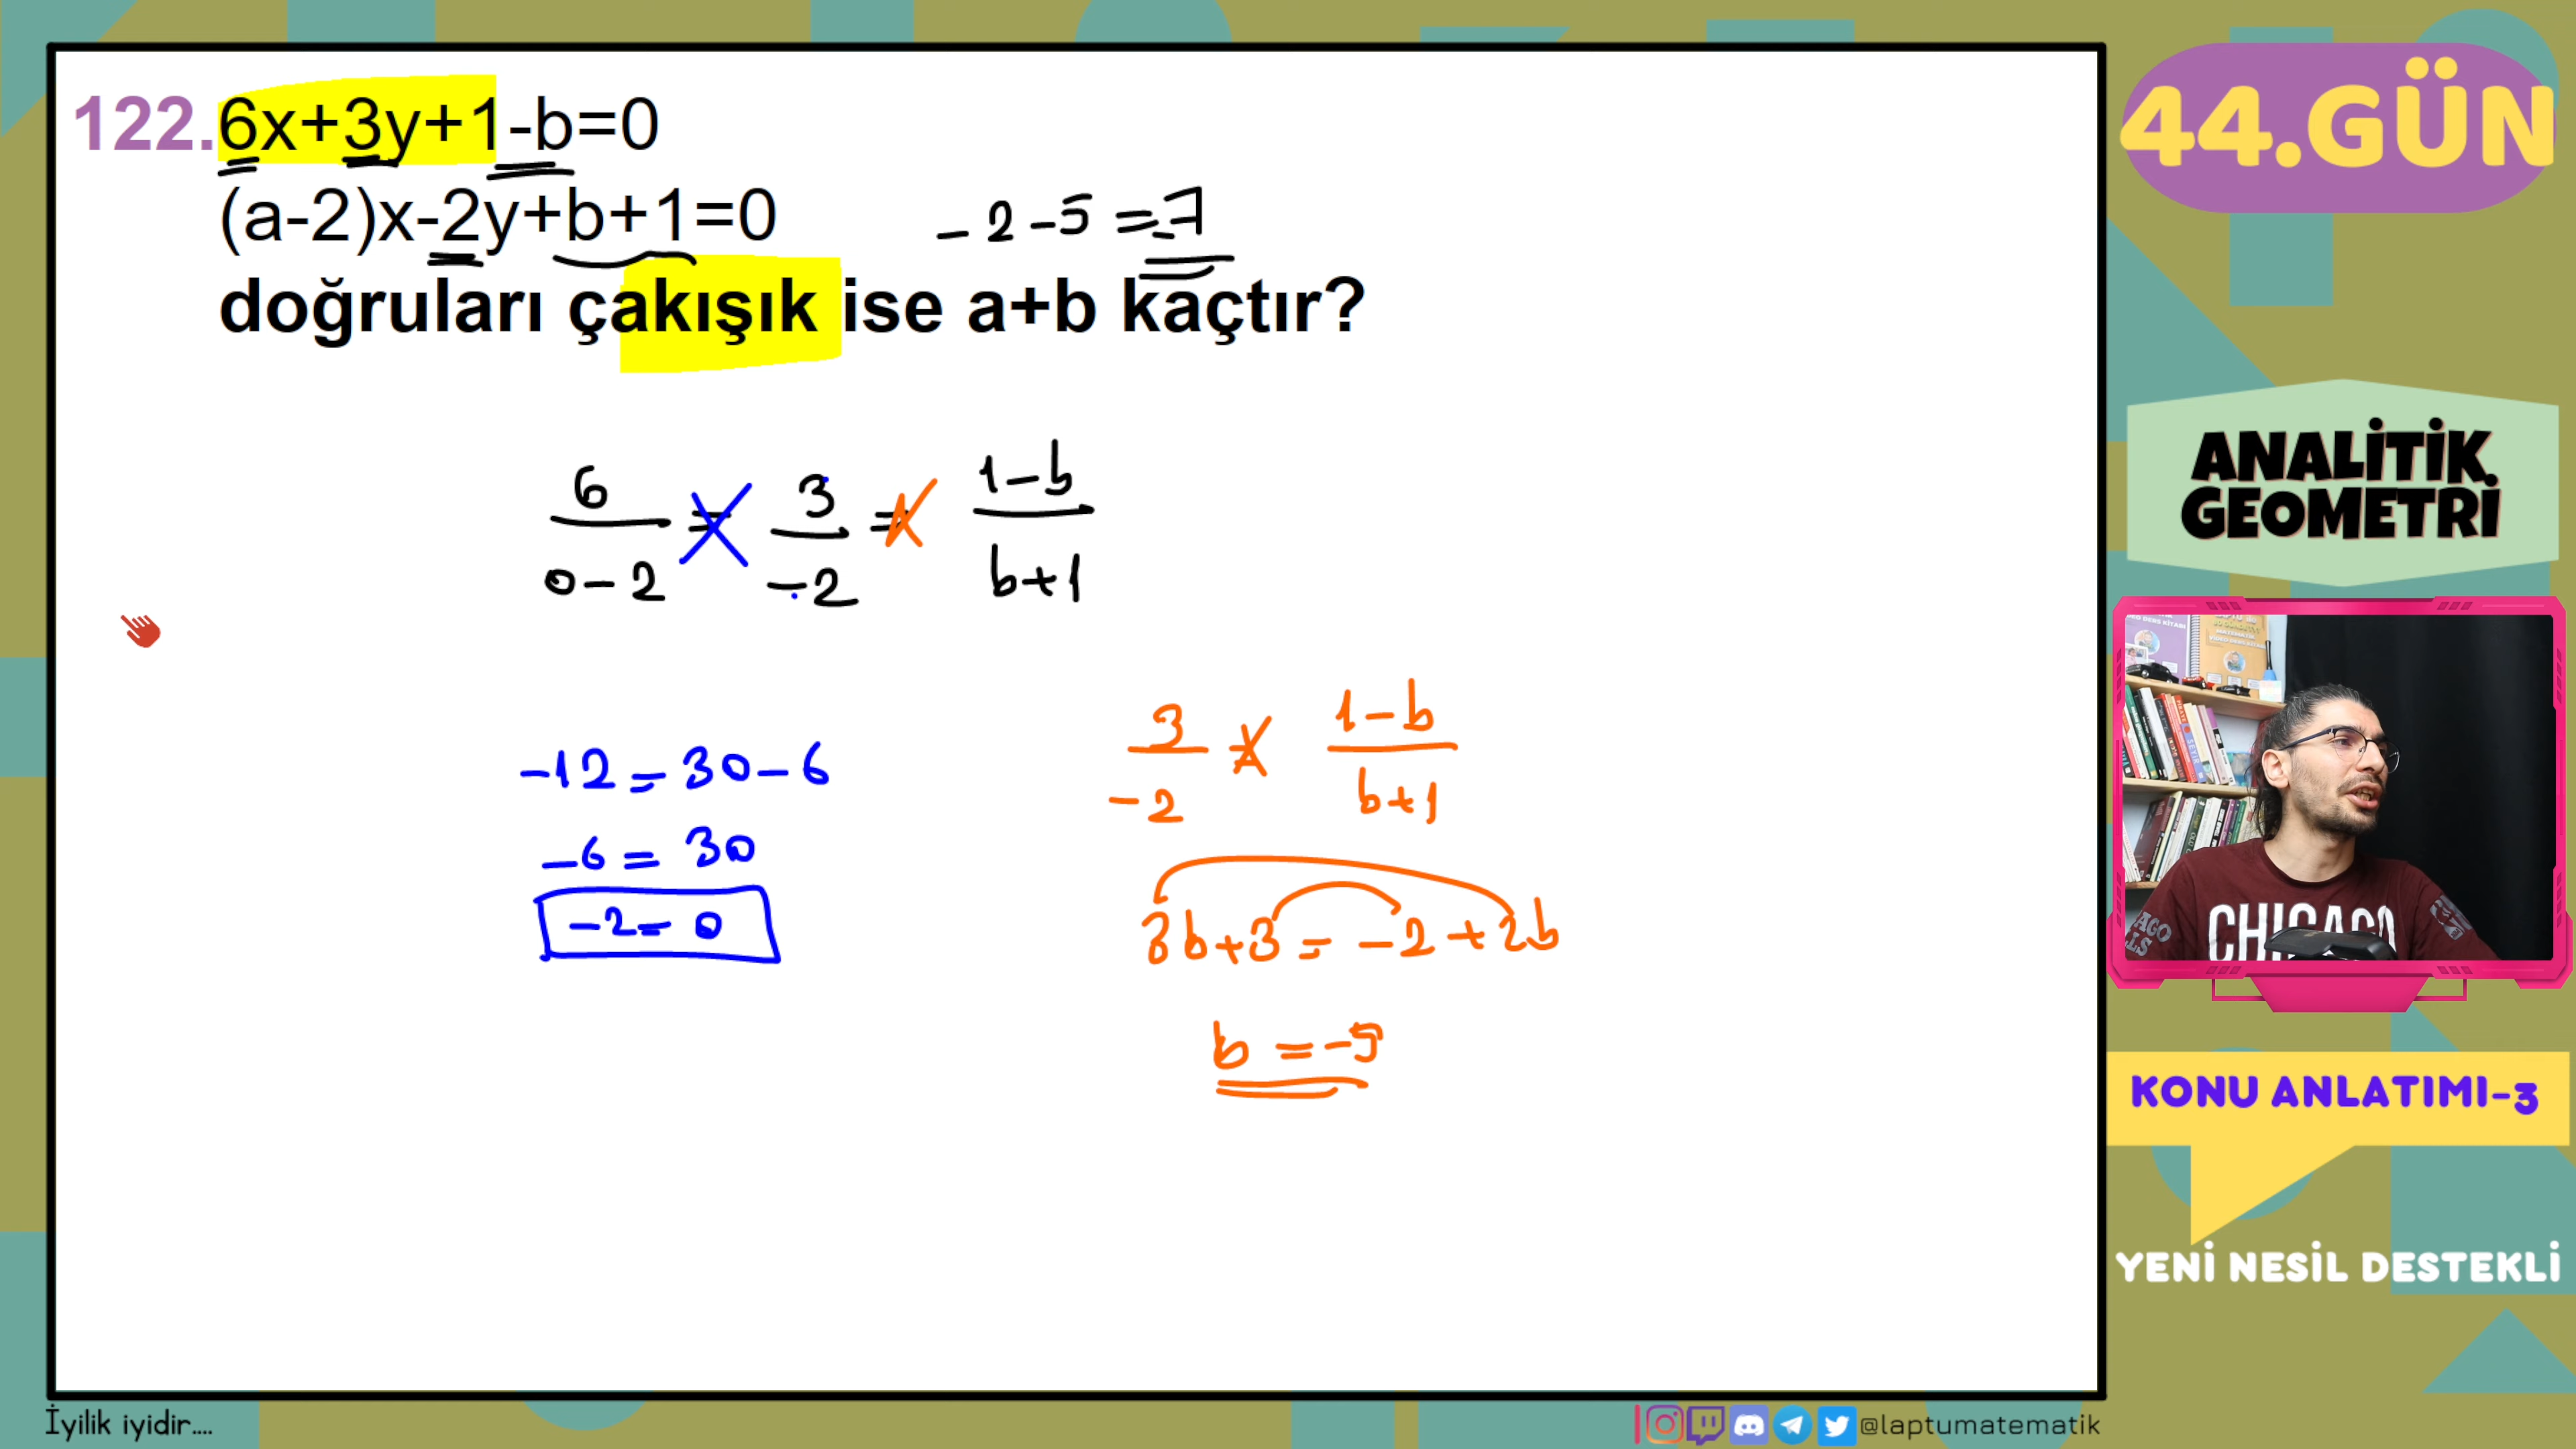 122. 6x+3y+1-b=0
(a-2)x-2y+b+1=0
-2-5=-7
doğruları çakışık ise a+b kaçtır?
6/a-2 = 3/-2 = 1-b/b+1
-12=3a-6
-6=3a
-2=a
3/-2 = 1-b/b+1
3b+3=-2+2b
b=-5
44.GÜN
ANALİTİK
GEOMETRİ
CHICAGO
KONU ANLATIMI-3
YENİ NESİL DESTEKLİ
İyilik iyidir....
@laptumatematik